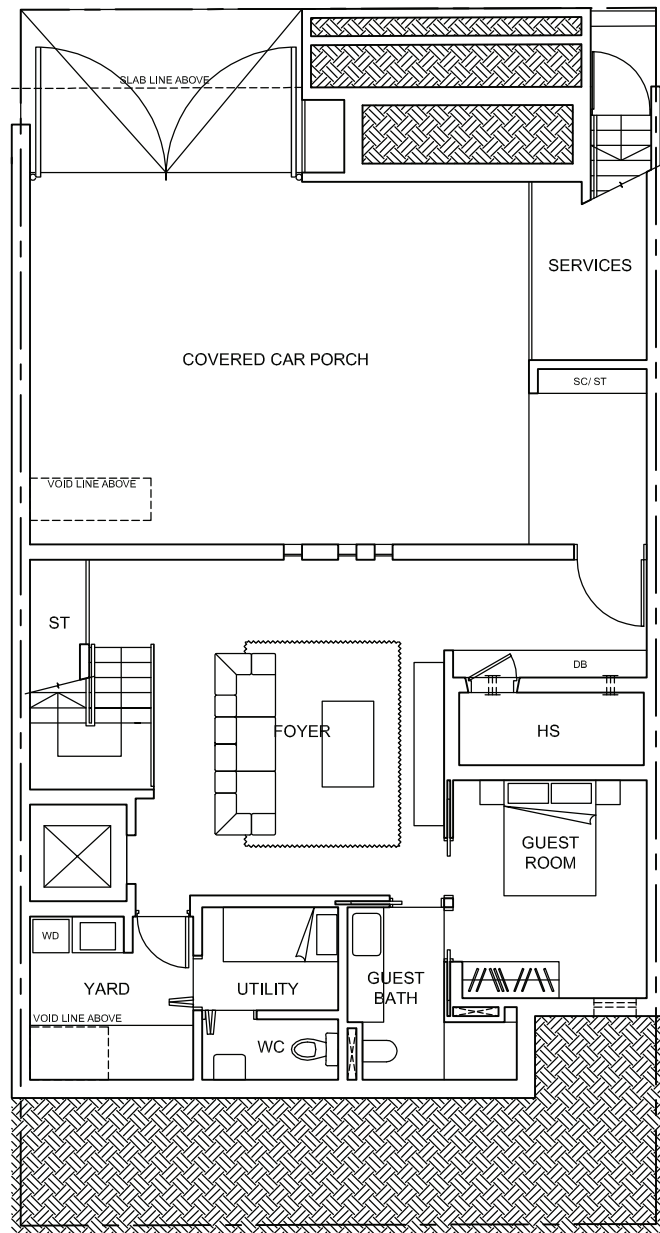 SLAB LINE ABOVE
SERVICES
COVERED CAR PORCH
SC/ ST
VOID LINE ABOVE
ST
DB
FOYER
HS
GUEST
ROOM
WD
YARD
UTILITY
GUEST
BATH
VOID LINE ABOVE
WC